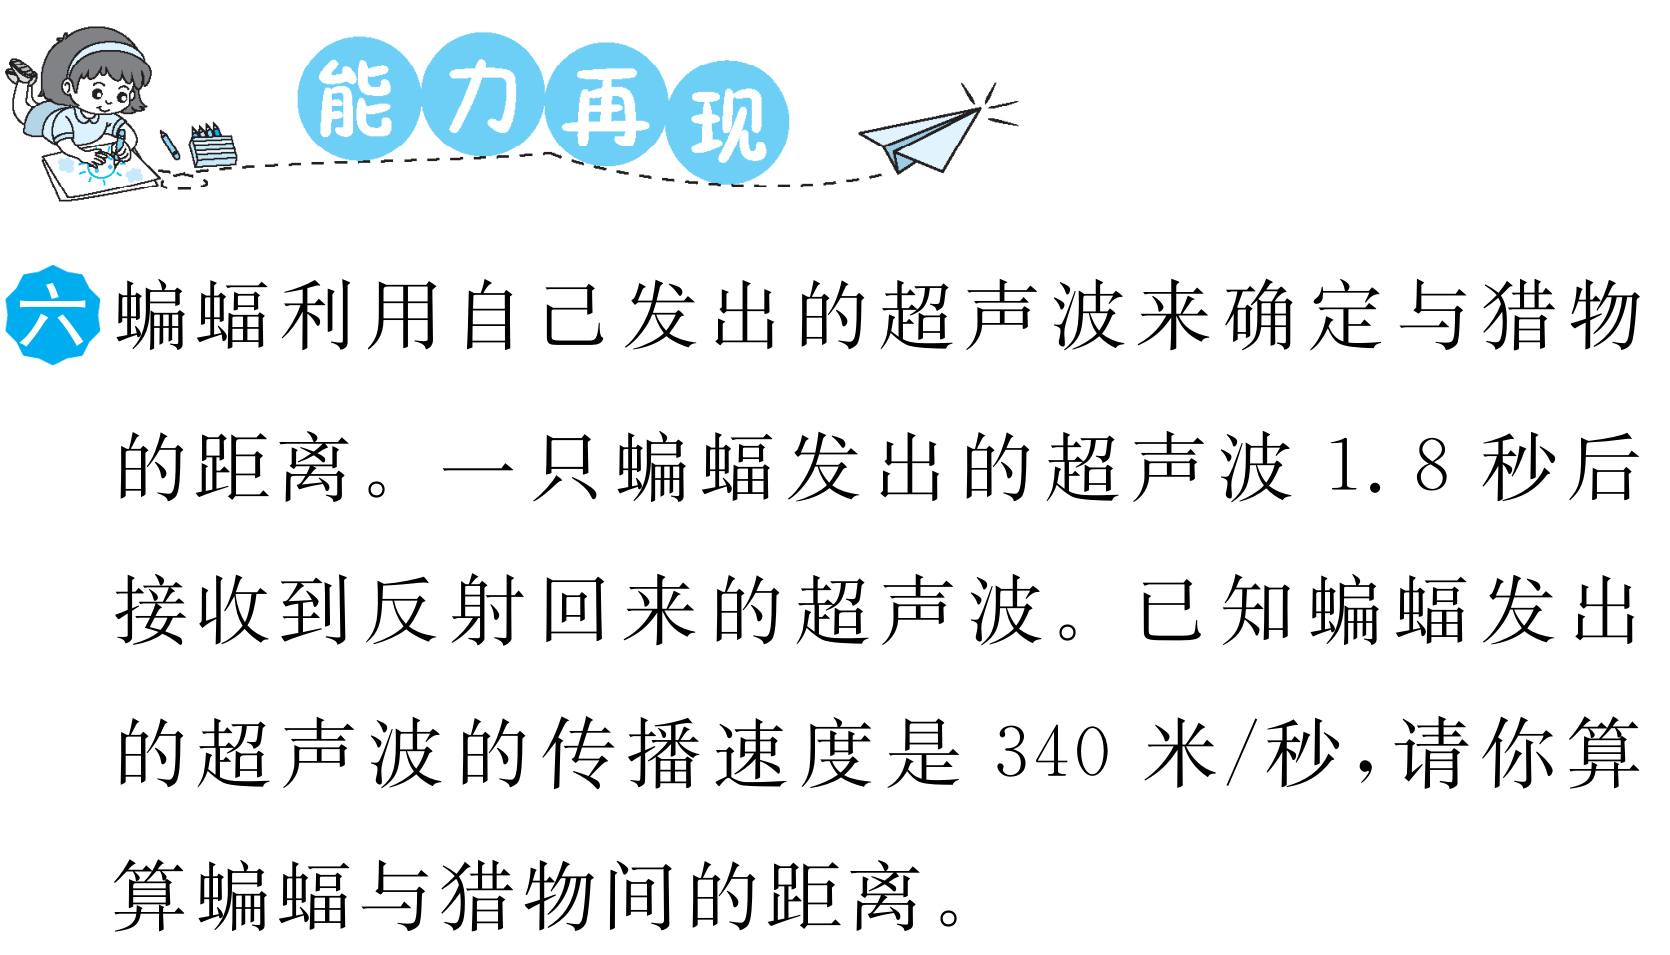 能力再现
六 蝙蝠利用自己发出的超声波来确定与猎物
的距离。一只蝙蝠发出的超声波 1.8 秒后
接收到反射回来的超声波。已知蝙蝠发出
的超声波的传播速度是 340 米/秒,请你算
算蝙蝠与猎物间的距离。